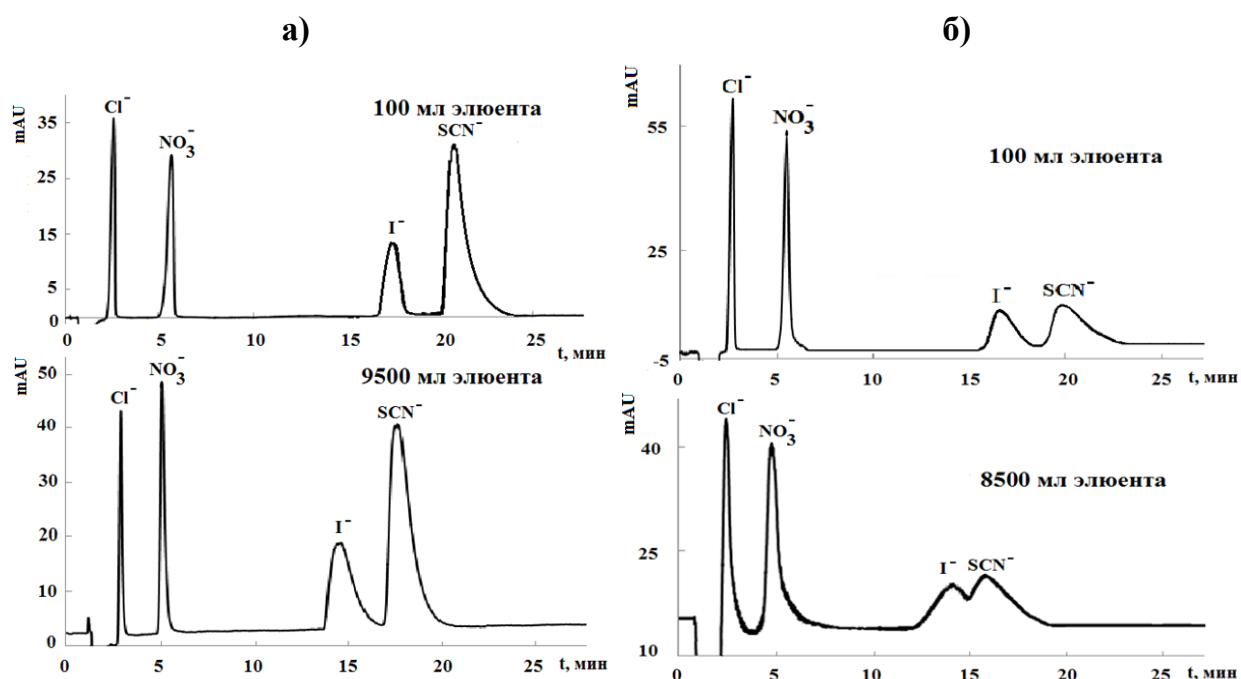 а)
mAU
35
25
15
5
0
Cl⁻
NO₃⁻
100 мл элюента
I⁻
SCN⁻
0 5 10 15 20 25
t, мин
mAU
50
40
30
20
10
0
Cl⁻
NO₃⁻
9500 мл элюента
I⁻
SCN⁻
0 5 10 15 20 25
t, мин
б)
mAU
55
25
-5
Cl⁻
NO₃⁻
100 мл элюента
I⁻
SCN⁻
0 5 10 15 20 25 t, мин
mAU
40
25
10
Cl⁻
NO₃⁻
8500 мл элюента
I⁻
SCN⁻
0 5 10 15 20 25 t, мин